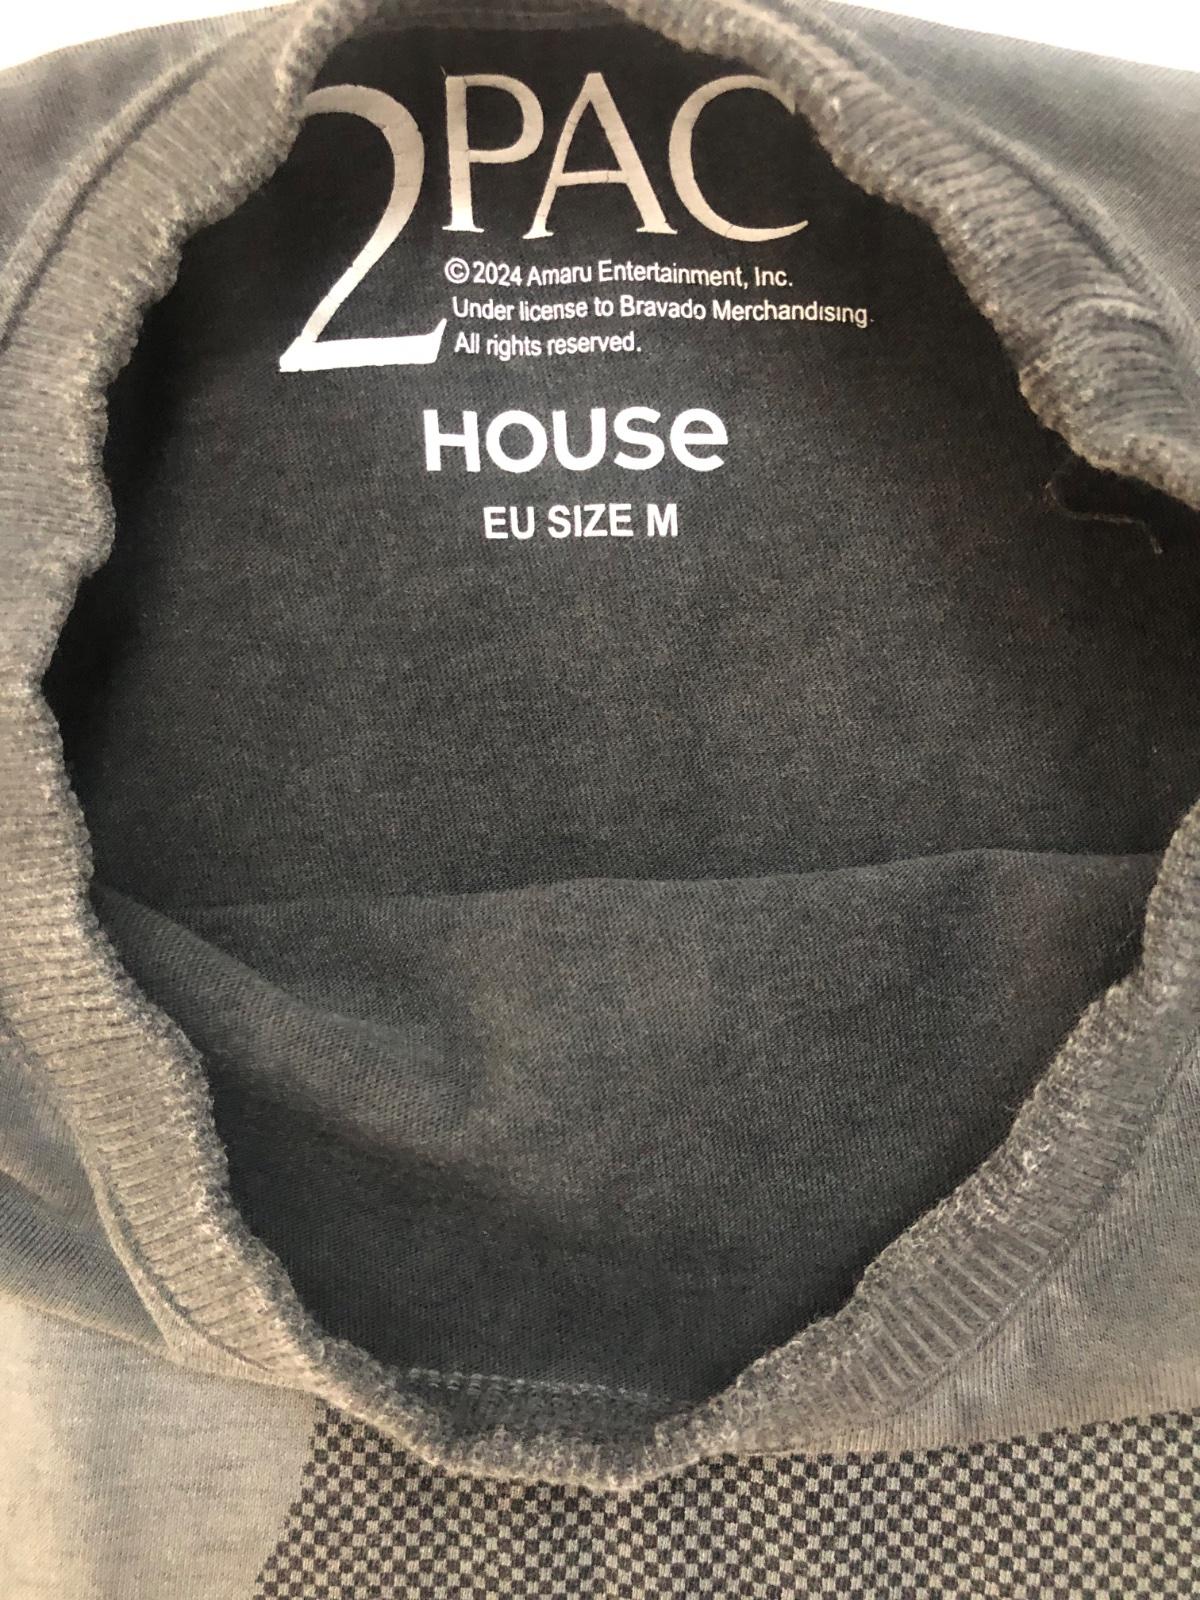 2PAC
© 2024 Amaru Entertainment, Inc.
Under license to Bravado Merchandising.
All rights reserved.
HOUSe
EU SIZE M